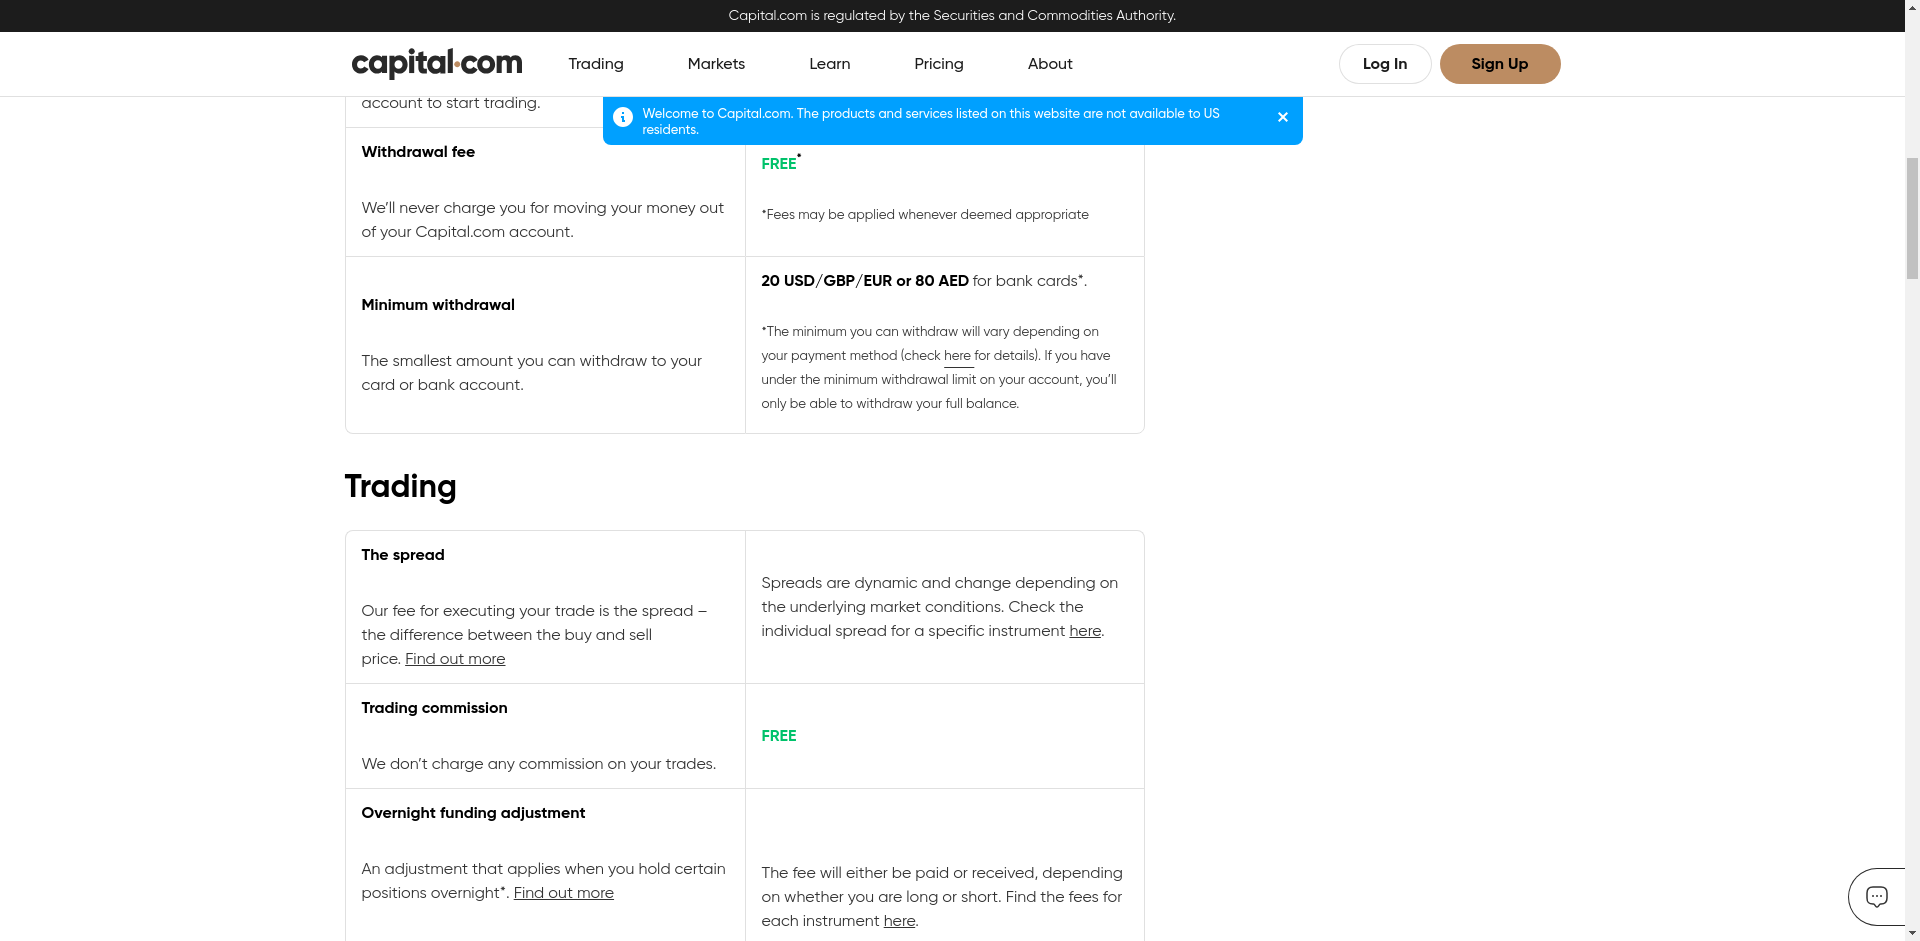 Capital.com is regulated by the Securities and Commodities Authority.
capital.com
Trading
Markets
Learn
Pricing
About
Log In
Sign Up
Welcome to Capital.com. The products and services listed on this website are not available to US
residents.
account to start trading.
Withdrawal fee
We’ll never charge you for moving your money out
of your Capital.com account.
FREE*
*Fees may be applied whenever deemed appropriate
Minimum withdrawal
The smallest amount you can withdraw to your
card or bank account.
20 USD/GBP/EUR or 80 AED for bank cards*.
*The minimum you can withdraw will vary depending on
your payment method (check here for details). If you have
under the minimum withdrawal limit on your account, you’ll
only be able to withdraw your full balance.
Trading
The spread
Our fee for executing your trade is the spread –
the difference between the buy and sell
price. Find out more
Spreads are dynamic and change depending on
the underlying market conditions. Check the
individual spread for a specific instrument here.
Trading commission
We don’t charge any commission on your trades.
FREE
Overnight funding adjustment
An adjustment that applies when you hold certain
positions overnight*. Find out more
The fee will either be paid or received, depending
on whether you are long or short. Find the fees for
each instrument here.